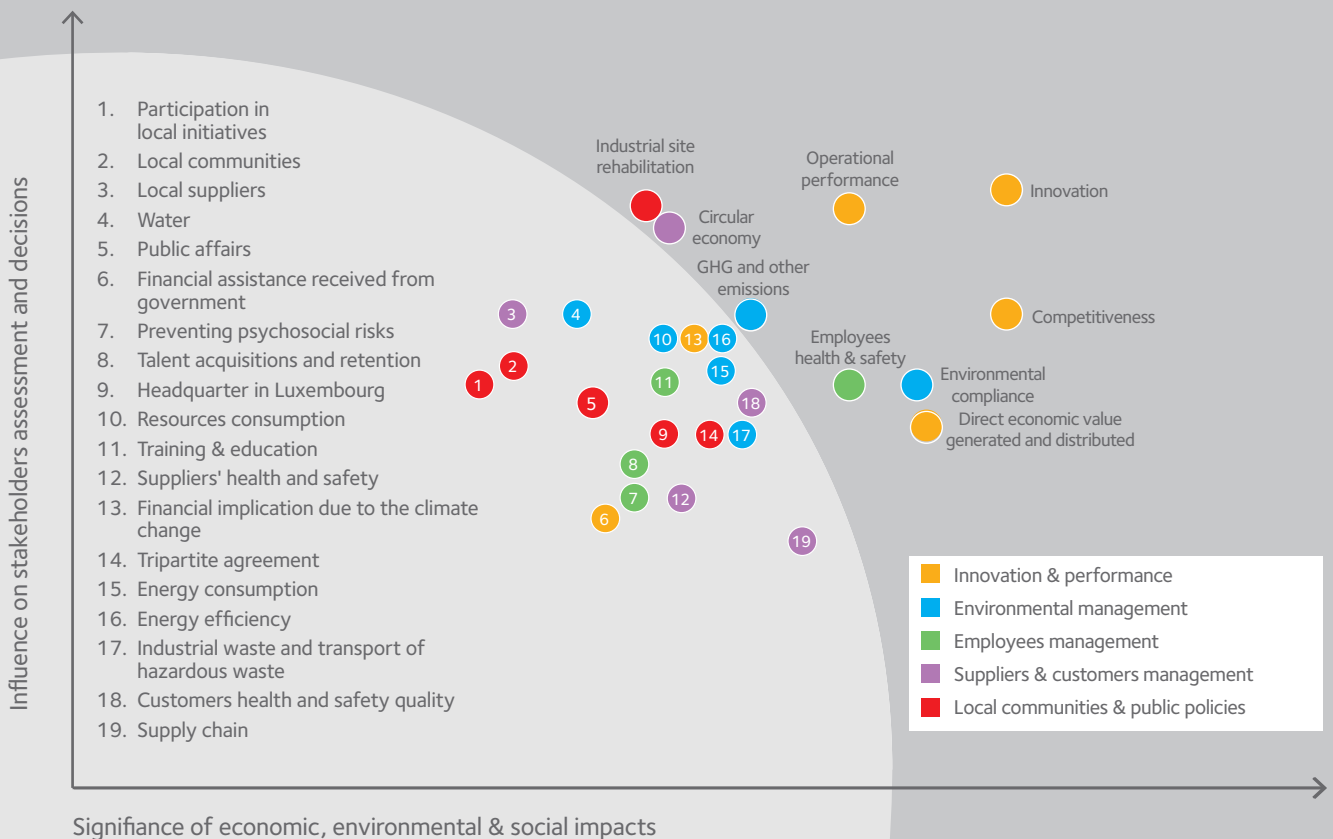 Influence on stakeholders assessment and decisions
1. Participation in
local initiatives
2. Local communities
3. Local suppliers
4. Water
5. Public affairs
6. Financial assistance received from
government
7. Preventing psychosocial risks
8. Talent acquisitions and retention
9. Headquarter in Luxembourg
10. Resources consumption
11. Training & education
12. Suppliers' health and safety
13. Financial implication due to the climate
change
14. Tripartite agreement
15. Energy consumption
16. Energy efficiency
17. Industrial waste and transport of
hazardous waste
18. Customers health and safety quality
19. Supply chain
Industrial site
rehabilitation
Circular
economy
Operational
performance
Innovation
GHG and other
emissions
Competitiveness
Employees
health & safety
Environmental
compliance
Direct economic value
generated and distributed
3
4
10
13
16
2
1
11
15
5
18
9
14
17
8
7
12
6
19
Innovation & performance
Environmental management
Employees management
Suppliers & customers management
Local communities & public policies
Signifiance of economic, environmental & social impacts